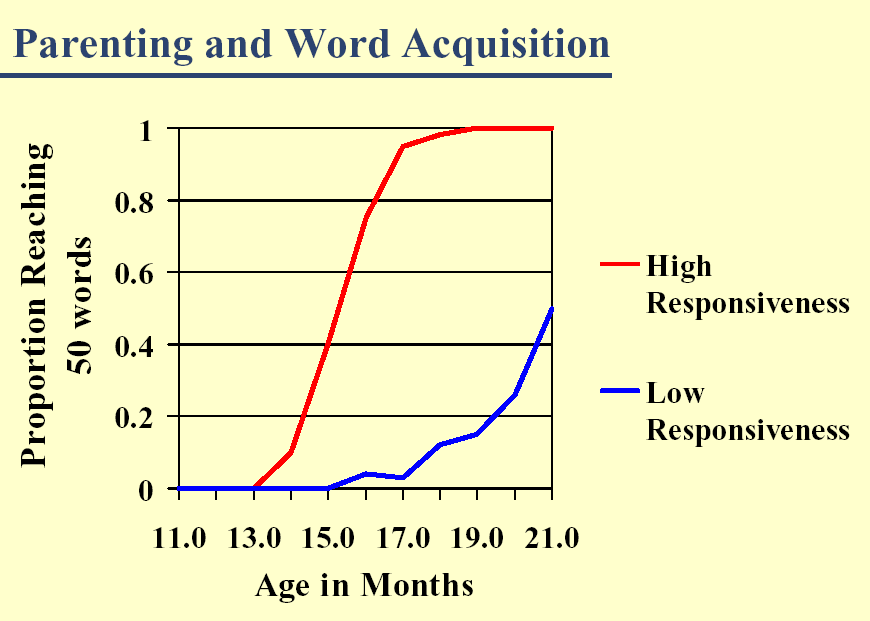 Parenting and Word Acquisition
Proportion Reaching
50 words
1
0.8
0.6
0.4
0.2
0
11.0 13.0 15.0 17.0 19.0 21.0
Age in Months
High
Responsiveness
Low
Responsiveness